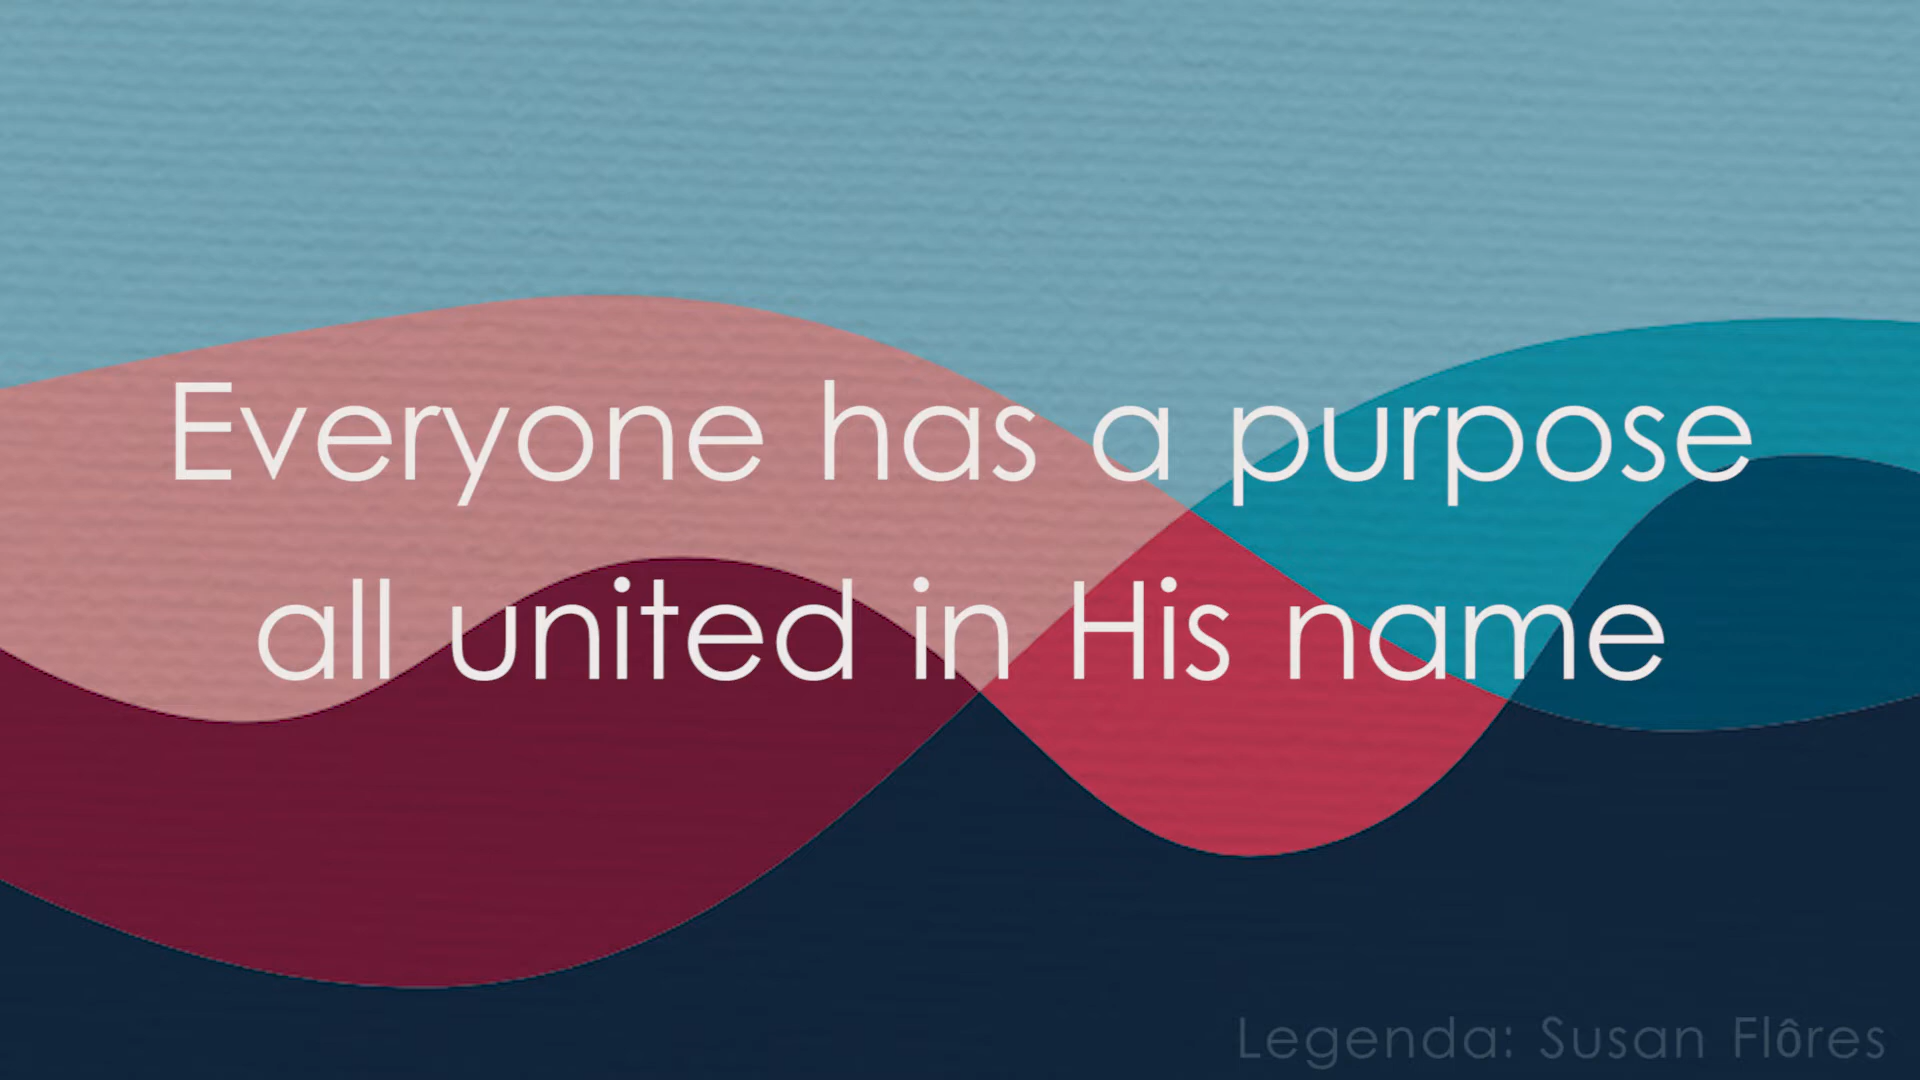 Everyone has a purpose
all united in His name
Legenda: Susan Flôres